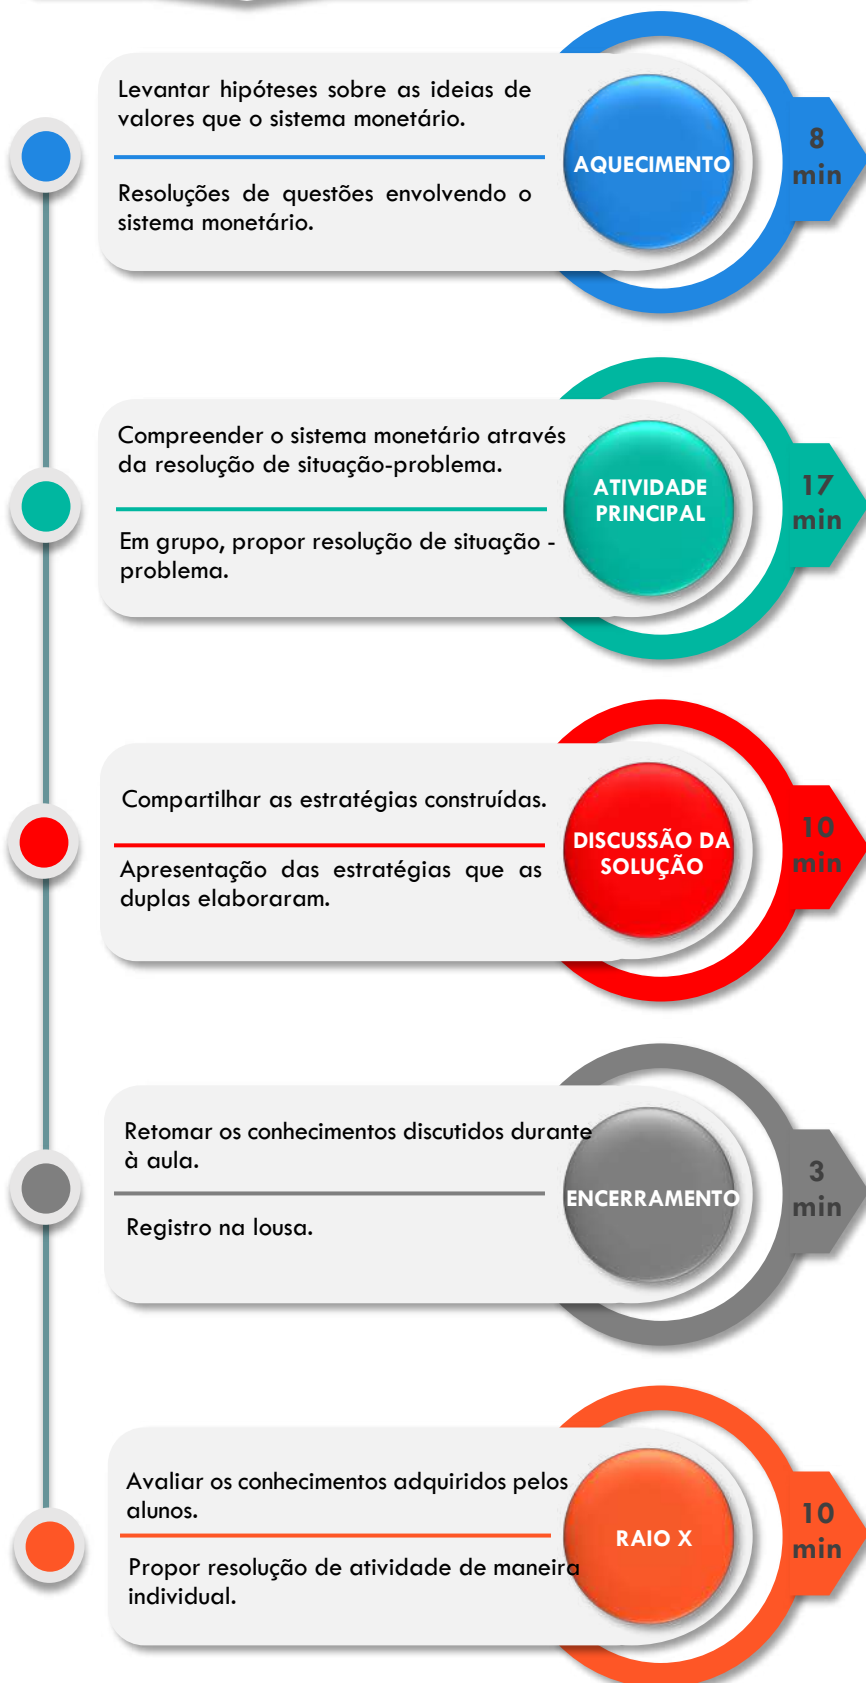 Levantar hipóteses sobre as ideias de
valores que o sistema monetário.
Resoluções de questões envolvendo o
sistema monetário.
AQUECIMENTO
8
min
Compreender o sistema monetário através
da resolução de situação-problema.
Em grupo, propor resolução de situação -
problema.
ATIVIDADE
PRINCIPAL
17
min
Compartilhar as estratégias construídas.
Apresentação das estratégias que as
duplas elaboraram.
DISCUSSÃO DA
SOLUÇÃO
10
min
Retomar os conhecimentos discutidos durante
à aula.
Registro na lousa.
ENCERRAMENTO
3
min
Avaliar os conhecimentos adquiridos pelos
alunos.
Propor resolução de atividade de maneira
individual.
RAIO X
10
min